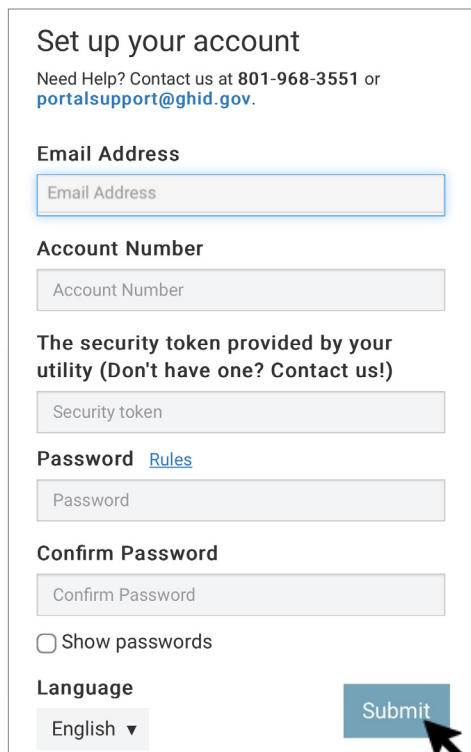 Set up your account
Need Help? Contact us at 801-968-3551 or
portalsupport@ghid.gov.
Email Address
Email Address
Account Number
Account Number
The security token provided by your
utility (Don't have one? Contact us!)
Security token
Password Rules
Password
Confirm Password
Confirm Password
Show passwords
Language
English ▼
Submit